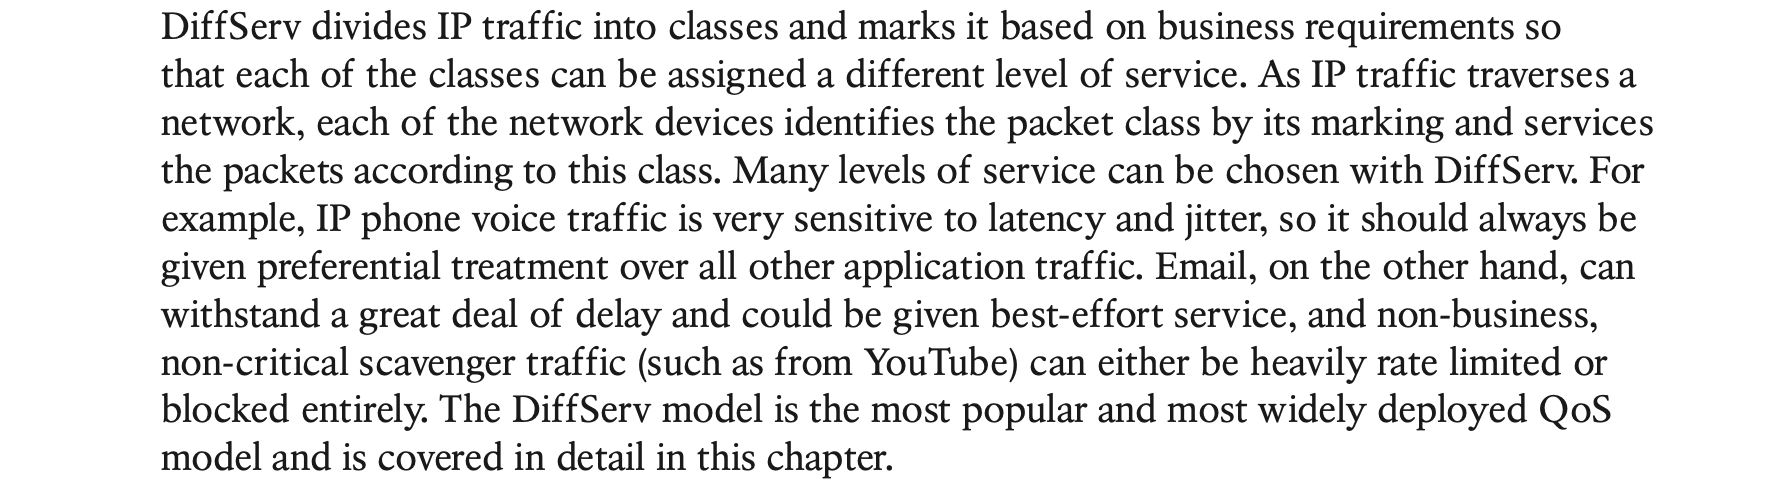 DiffServ divides IP traffic into classes and marks it based on business requirements so
that each of the classes can be assigned a different level of service. As IP traffic traverses a
network, each of the network devices identifies the packet class by its marking and services
the packets according to this class. Many levels of service can be chosen with DiffServ. For
example, IP phone voice traffic is very sensitive to latency and jitter, so it should always be
given preferential treatment over all other application traffic. Email, on the other hand, can
withstand a great deal of delay and could be given best-effort service, and non-business,
non-critical scavenger traffic (such as from YouTube) can either be heavily rate limited or
blocked entirely. The DiffServ model is the most popular and most widely deployed QoS
model and is covered in detail in this chapter.